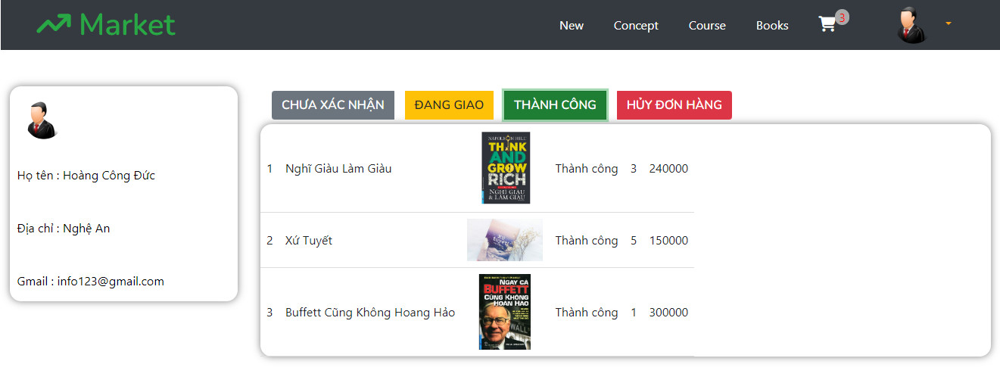 Market
New Concept Course Books 3
CHƯA XÁC NHẬN ĐANG GIAO THÀNH CÔNG HỦY ĐƠN HÀNG
Họ tên : Hoàng Công Đức
Địa chỉ : Nghệ An
Gmail : info123@gmail.com
1 Nghĩ Giàu Làm Giàu Thành công 3 240000
NAPOLEON HILL
THINK
AND
GROW
RICH
NGHĨ GIÀU
& LÀM GIÀU
2 Xứ Tuyết Thành công 5 150000
Xứ
tuyết
3 Buffett Cũng Không Hoang Hảo Thành công 1 300000
NGAY CẢ
BUFFETT
CŨNG KHÔNG
HOÀN HẢO
WALL